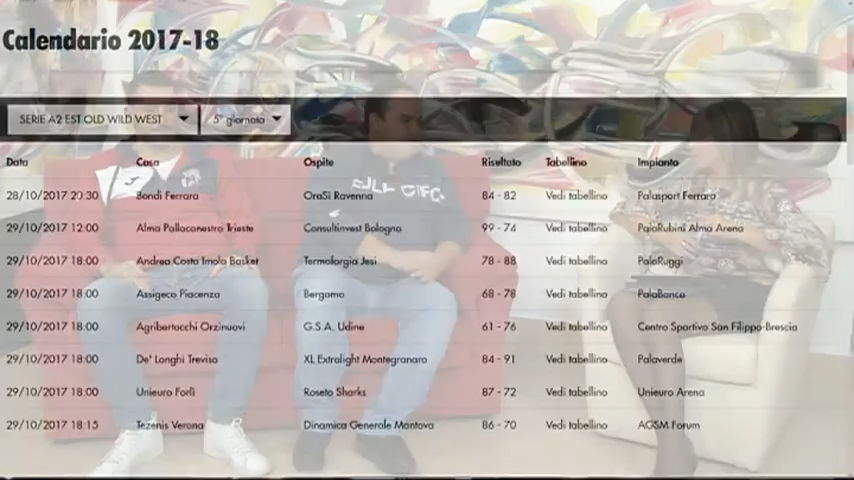 Calendario 2017-18
SERIE A2 EST OLD WILD WEST 5° giornata
Data Casa Ospite Risultato Tabellino Impianto
28/10/2017 20:30 Bondi Ferrara OraSì Ravenna 84 - 82 Vedi tabellino Palasport Ferrara
29/10/2017 12:00 Alma Pallacanestro Trieste Consultinvest Bologna 99 - 74 Vedi tabellino PalaRubini Alma Arena
29/10/2017 18:00 Andrea Costa Imola Basket Termoforgia Jesi 78 - 88 Vedi tabellino PalaRuggi
29/10/2017 18:00 Assigeco Piacenza Bergamo 68 - 78 Vedi tabellino PalaBanca
29/10/2017 18:00 Agribertocchi Orzinuovi G.S.A. Udine 61 - 76 Vedi tabellino Centro Sportivo San Filippo-Brescia
29/10/2017 18:00 De' Longhi Treviso XL Extralight Montegranaro 84 - 91 Vedi tabellino Palaverde
29/10/2017 18:00 Unieuro Forlì Roseto Sharks 87 - 72 Vedi tabellino Unieuro Arena
29/10/2017 18:15 Tezenis Verona Dinamica Generale Mantova 86 - 70 Vedi tabellino AGSM Forum